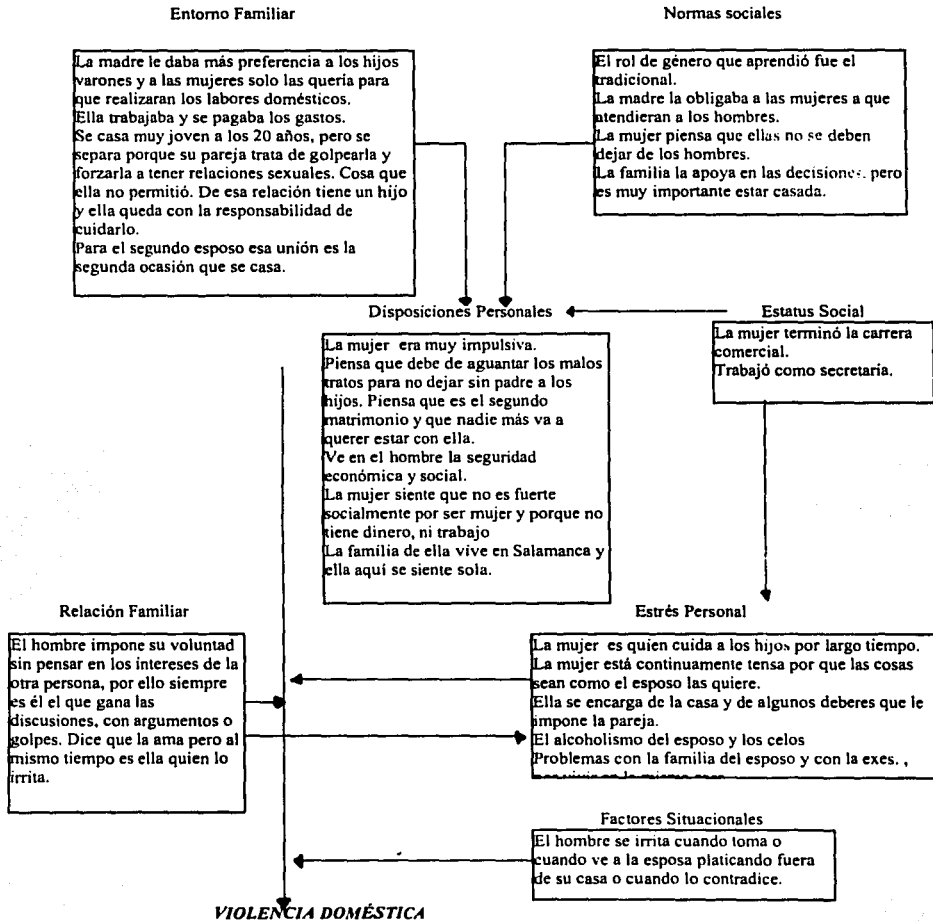 Entorno Familiar
La madre le daba más preferencia a los hijos
varones y a las mujeres solo las quería para
que realizaran los labores domésticos.
Ella trabajaba y se pagaba los gastos.
Se casa muy joven a los 20 años, pero se
separa porque su pareja trata de golpearla y
forzarla a tener relaciones sexuales. Cosa que
ella no permitió. De esa relación tiene un hijo
y ella queda con la responsabilidad de
cuidarlo.
Para el segundo esposo esa unión es la
segunda ocasión que se casa.
Normas sociales
El rol de género que aprendió fue el
tradicional.
La madre la obligaba a las mujeres a que
atendieran a los hombres.
La mujer piensa que ellas no se deben
dejar de los hombres.
La familia la apoya en las decisiones. pero
es muy importante estar casada.
Disposiciones Personales
La mujer era muy impulsiva.
Piensa que debe de aguantar los malos
tratos para no dejar sin padre a los
hijos. Piensa que es el segundo
matrimonio y que nadie más va a
querer estar con ella.
Ve en el hombre la seguridad
económica y social.
La mujer siente que no es fuerte
socialmente por ser mujer y porque no
tiene dinero, ni trabajo
La familia de ella vive en Salamanca y
ella aquí se siente sola.
Estatus Social
La mujer terminó la carrera
comercial.
Trabajó como secretaria.
Relación Familiar
El hombre impone su voluntad
sin pensar en los intereses de la
otra persona, por ello siempre
es él el que gana las
discusiones, con argumentos o
golpes. Dice que la ama pero al
mismo tiempo es ella quien lo
irrita.
Estrés Personal
La mujer es quien cuida a los hijos por largo tiempo.
La mujer está continuamente tensa por que las cosas
sean como el esposo las quiere.
Ella se encarga de la casa y de algunos deberes que le
impone la pareja.
El alcoholismo del esposo y los celos
Problemas con la familia del esposo y con la exes. ,
Factores Situacionales
El hombre se irrita cuando toma o
cuando ve a la esposa platicando fuera
de su casa o cuando lo contradice.
VIOLENCIA DOMÉSTICA